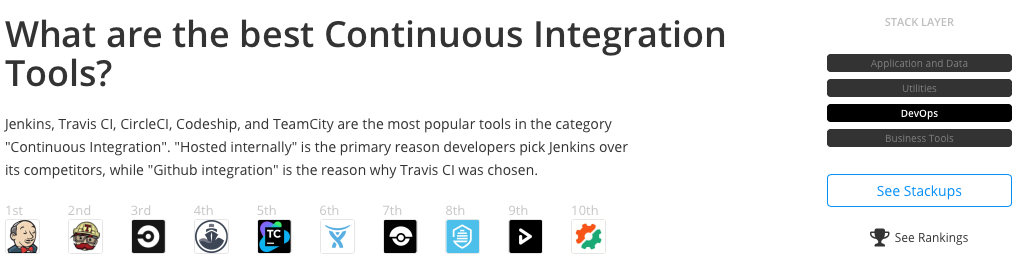 What are the best Continuous Integration
Tools?
Jenkins, Travis CI, CircleCI, Codeship, and TeamCity are the most popular tools in the category
"Continuous Integration". "Hosted internally" is the primary reason developers pick Jenkins over
its competitors, while "Github integration" is the reason why Travis CI was chosen.
1st 2nd 3rd 4th 5th 6th 7th 8th 9th 10th
TC
STACK LAYER
Application and Data
Utilities
DevOps
Business Tools
See Stackups
See Rankings